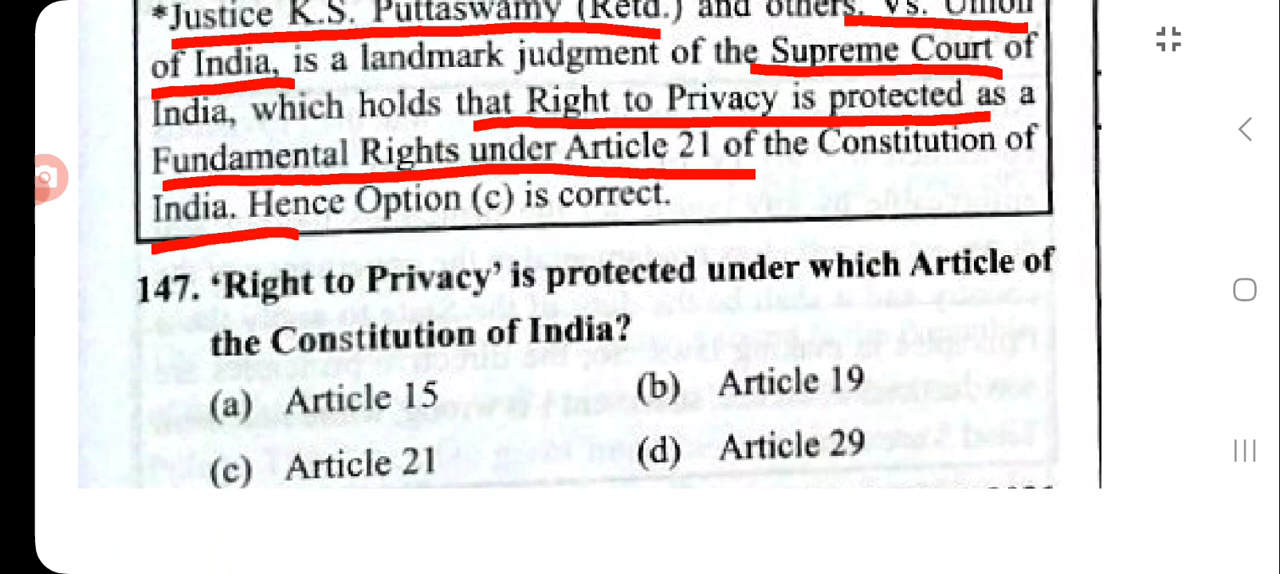 *Justice K.S. Puttaswamy (Retd.) and others. Vs. Union
of India, is a landmark judgment of the Supreme Court of
India, which holds that Right to Privacy is protected as a
Fundamental Rights under Article 21 of the Constitution of
India. Hence Option (c) is correct.
147. ‘Right to Privacy’ is protected under which Article of
the Constitution of India?
(a) Article 15 (b) Article 19
(c) Article 21 (d) Article 29